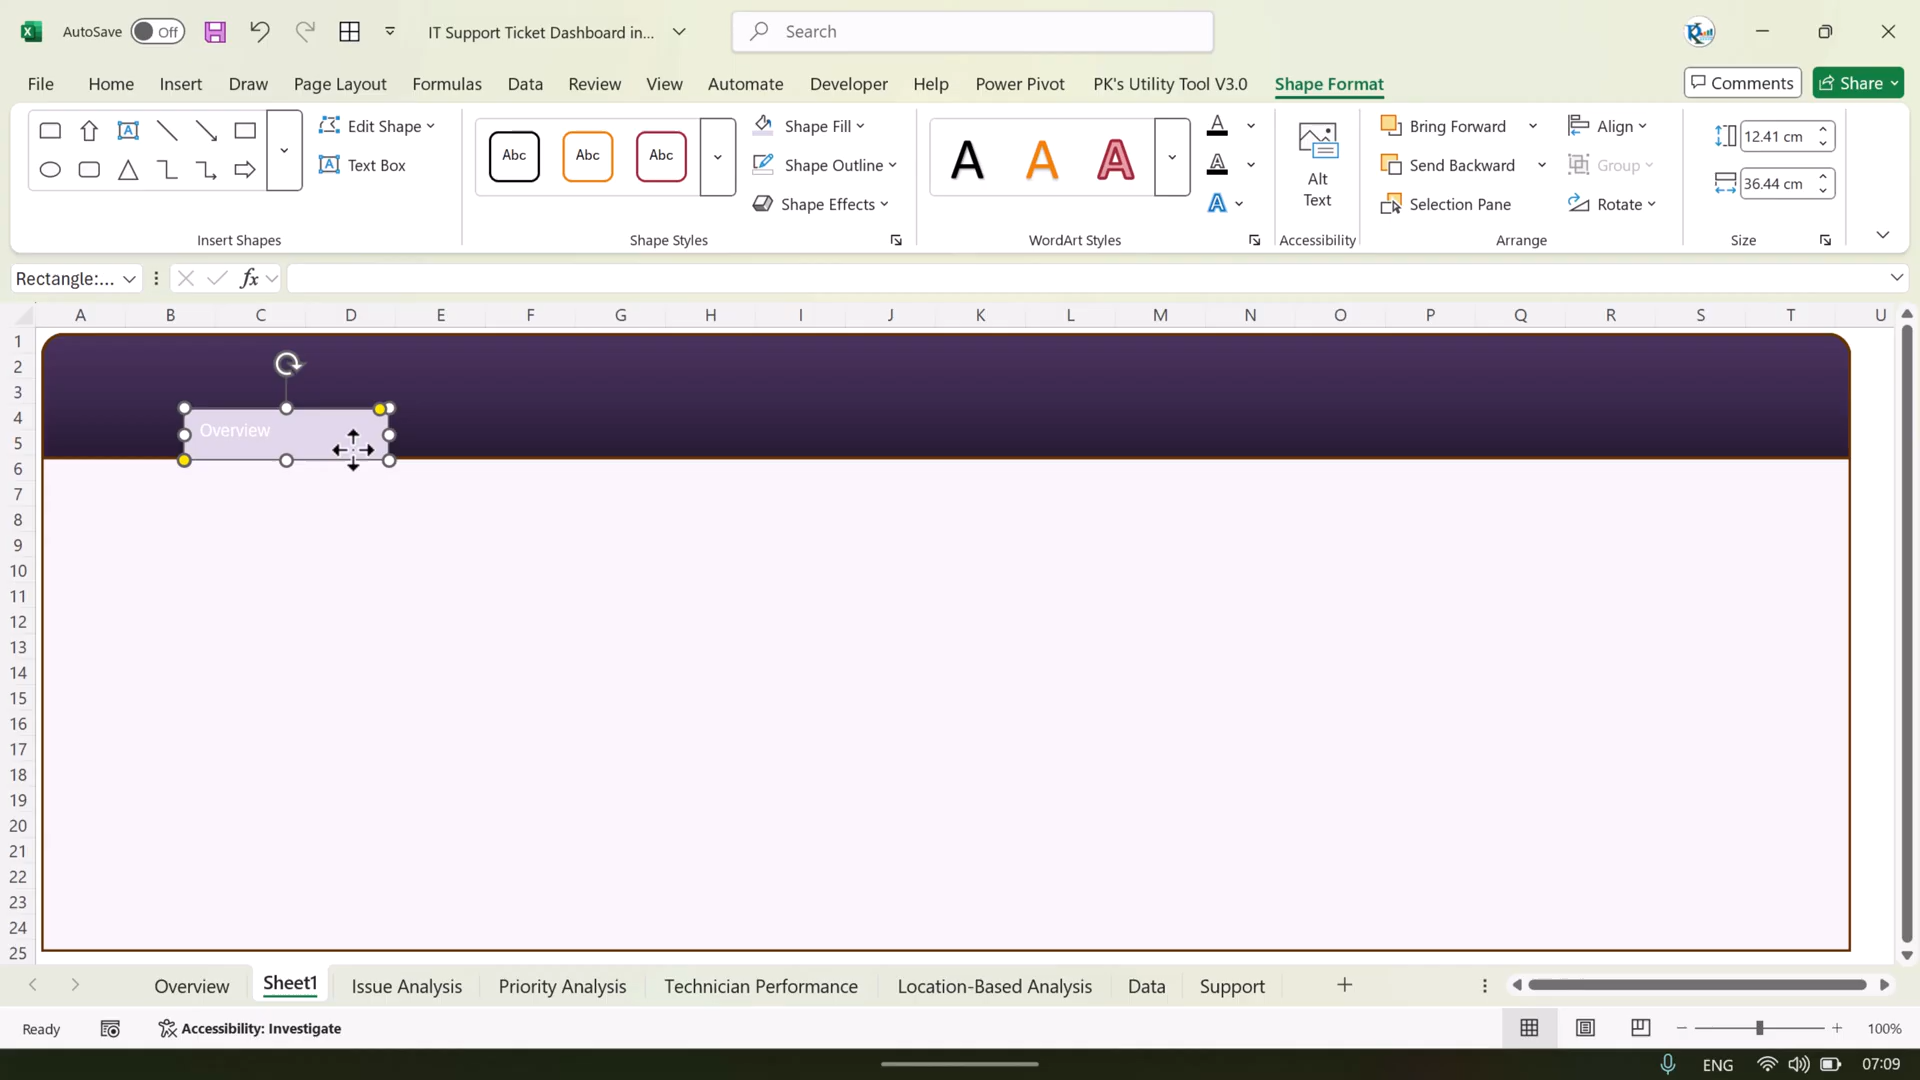 AutoSave Off IT Support Ticket Dashboard in... Search
File Home Insert Draw Page Layout Formulas Data Review View Automate Developer Help Power Pivot PK's Utility Tool V3.0 Shape Format Comments Share
Edit Shape
Text Box
Insert Shapes
Abc Abc Abc
Shape Fill
Shape Outline
Shape Effects
Shape Styles
A A A
A
A
A
WordArt Styles
Alt
Text
Accessibility
Bring Forward
Send Backward
Selection Pane
Align
Group
Rotate
Arrange
12.41 cm
36.44 cm
Size
Rectangle:... fx
A B C D E F G H I J K L M N O P Q R S T U
1
2
3
4
5
6
7
8
9
10
11
12
13
14
15
16
17
18
19
20
21
22
23
24
25
Overview
Overview Sheet1 Issue Analysis Priority Analysis Technician Performance Location-Based Analysis Data Support
Ready Accessibility: Investigate 100%
ENG 07:09